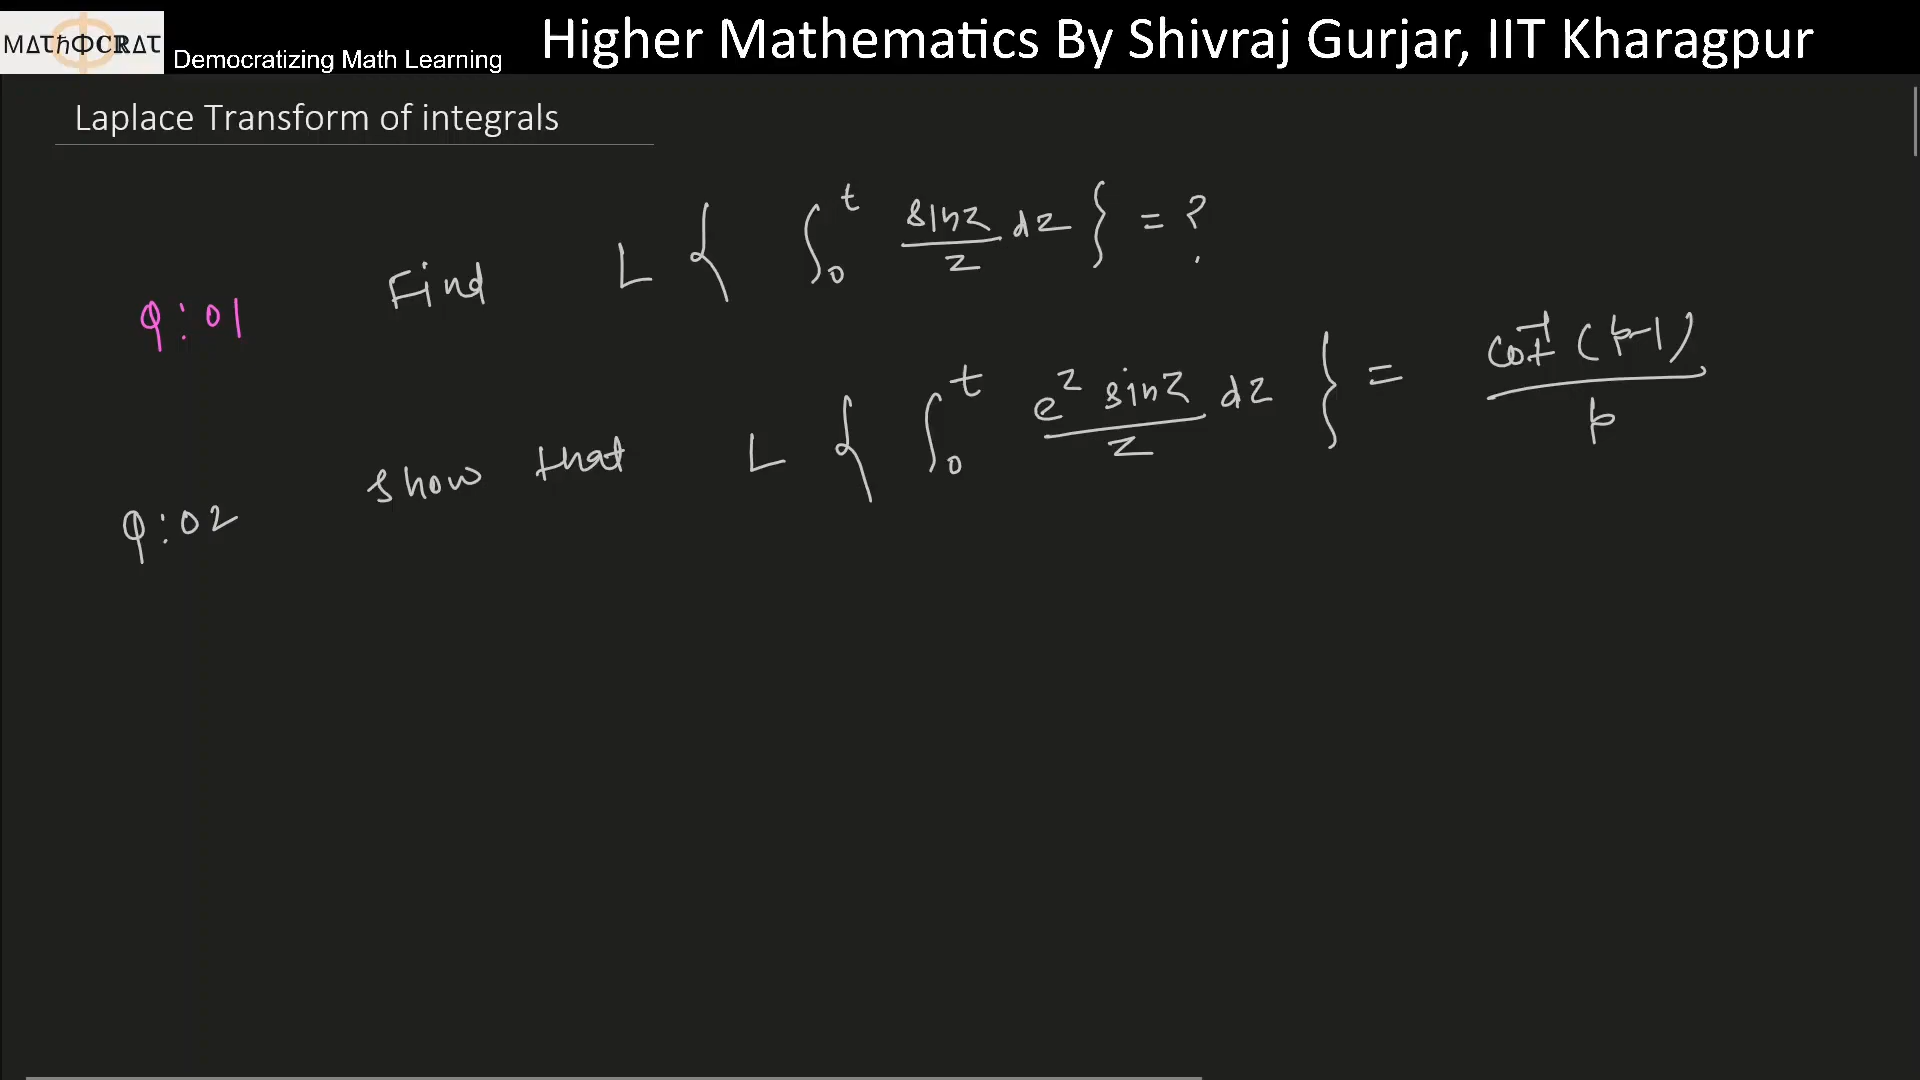 MΔτħΦCℝΔτ Democratizing Math Learning Higher Mathematics By Shivraj Gurjar, IIT Kharagpur
Laplace Transform of integrals
Q:01 Find L { ∫₀ᵗ sinz/z dz } = ?
Q:02 show that L { ∫₀ᵗ e^z sinz/z dz } = cot⁻¹(p-1)/p